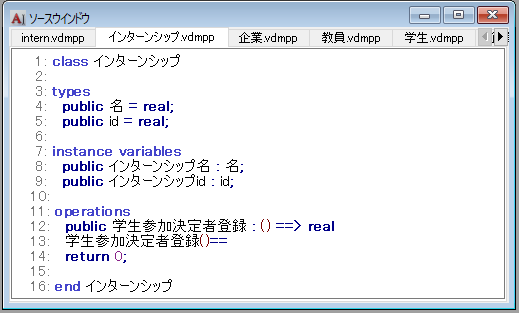 ソースウインドウ
intern.vdmpp インターンシップ.vdmpp 企業.vdmpp 教員.vdmpp 学生.vdmpp
1: class インターンシップ
2:
3: types
4: public 名 = real;
5: public id = real;
6:
7: instance variables
8: public インターンシップ名 : 名;
9: public インターンシップid : id;
10:
11: operations
12: public 学生参加決定者登録 : () ==> real
13: 学生参加決定者登録()==
14: return 0;
15:
16: end インターンシップ